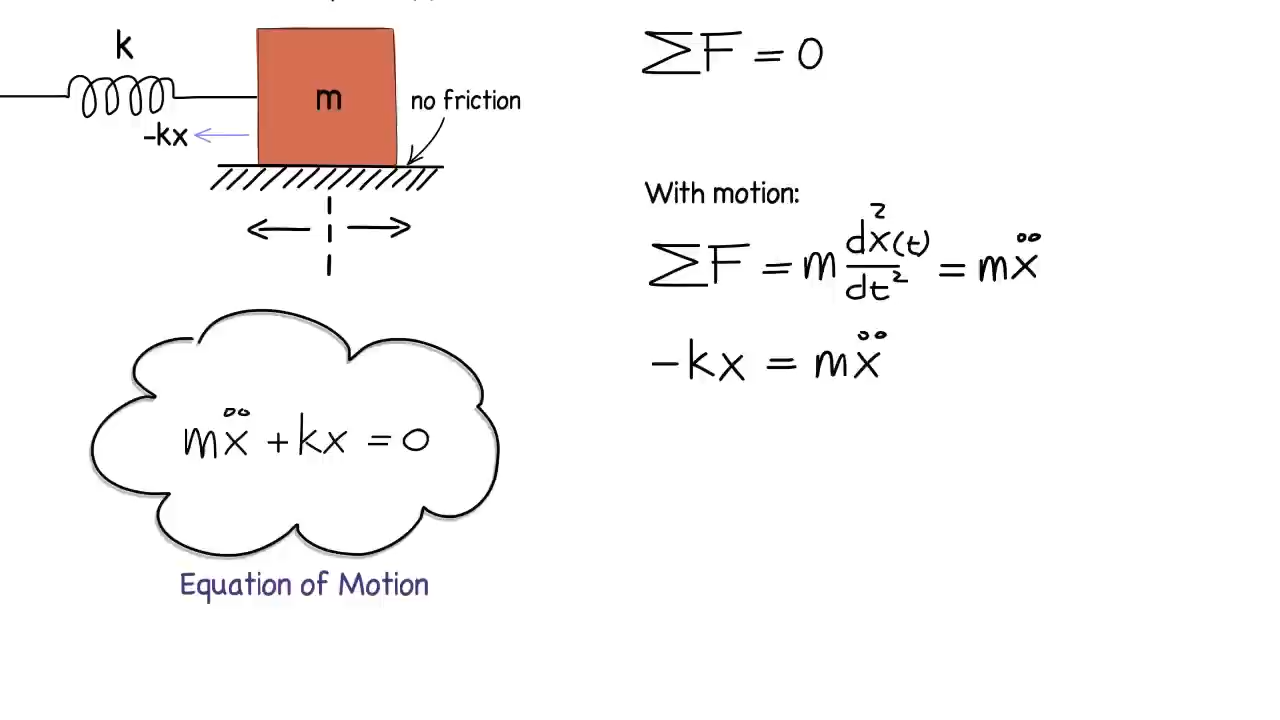 k
m
no friction
-kx
ΣF = 0
With motion:
ΣF = m d²x(t)/dt² = mẍ
-kx = mẍ
mẍ + kx = 0
Equation of Motion